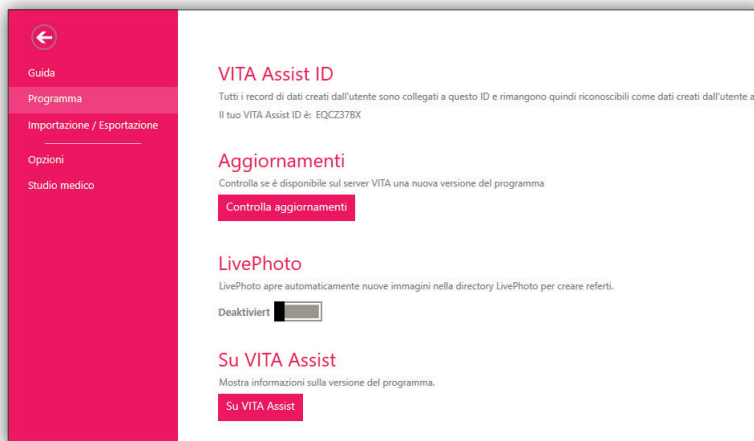 Guida
Programma
Importazione / Esportazione
Opzioni
Studio medico
VITA Assist ID
Tutti i record di dati creati dall'utente sono collegati a questo ID e rimangono quindi riconoscibili come dati creati dall'utente a
Il tuo VITA Assist ID è: EQCZ37BX
Aggiornamenti
Controlla se è disponibile sul server VITA una nuova versione del programma
Controlla aggiornamenti
LivePhoto
LivePhoto apre automaticamente nuove immagini nella directory LivePhoto per creare referti.
Deaktiviert
Su VITA Assist
Mostra informazioni sulla versione del programma.
Su VITA Assist